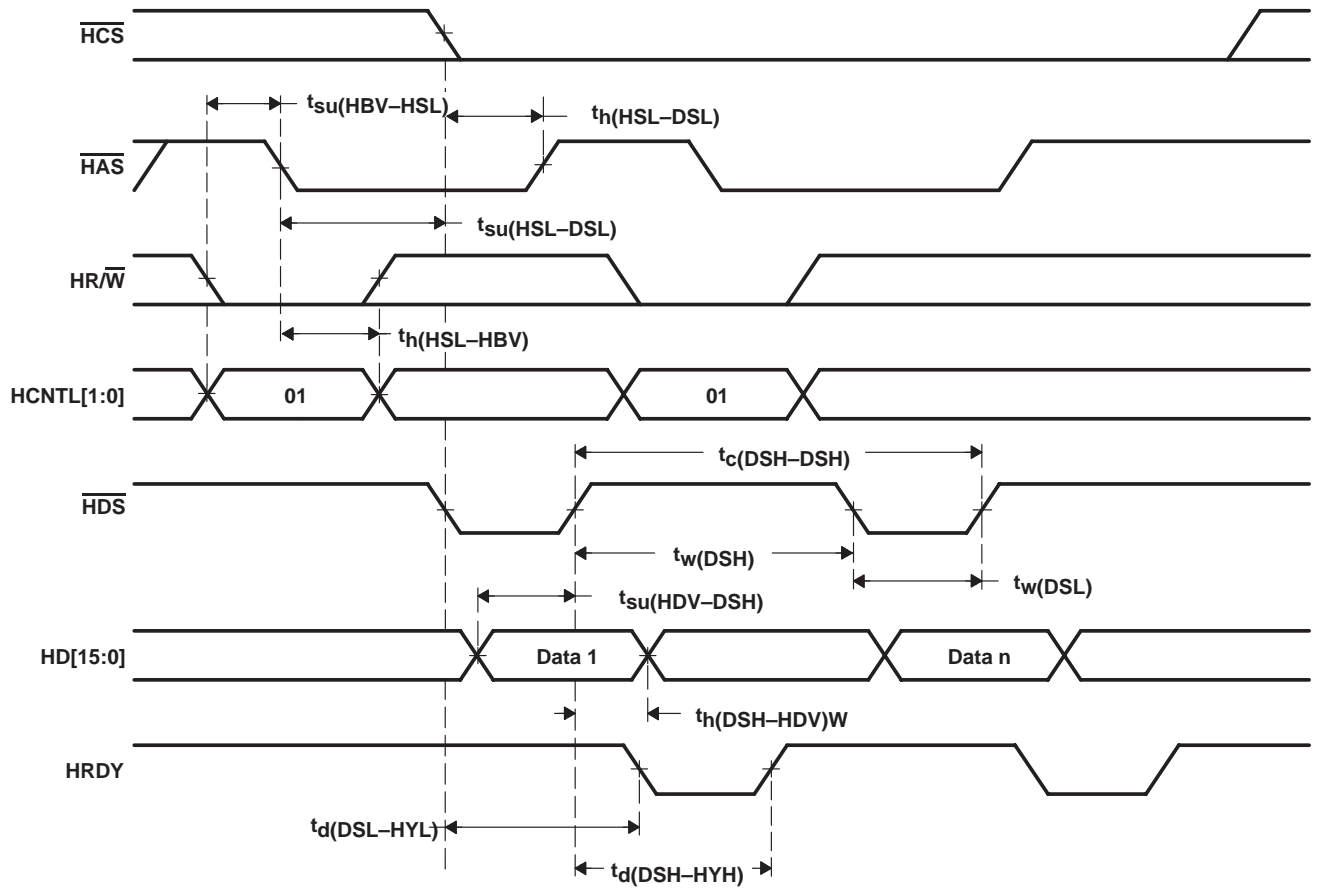 HCS
tsu(HBV–HSL)
th(HSL–DSL)
HAS
tsu(HSL–DSL)
HR/W
th(HSL–HBV)
HCNTL[1:0]
01
01
tc(DSH–DSH)
HDS
tw(DSH)
tw(DSL)
tsu(HDV–DSH)
HD[15:0]
Data 1
Data n
th(DSH–HDV)W
HRDY
td(DSL–HYL)
td(DSH–HYH)